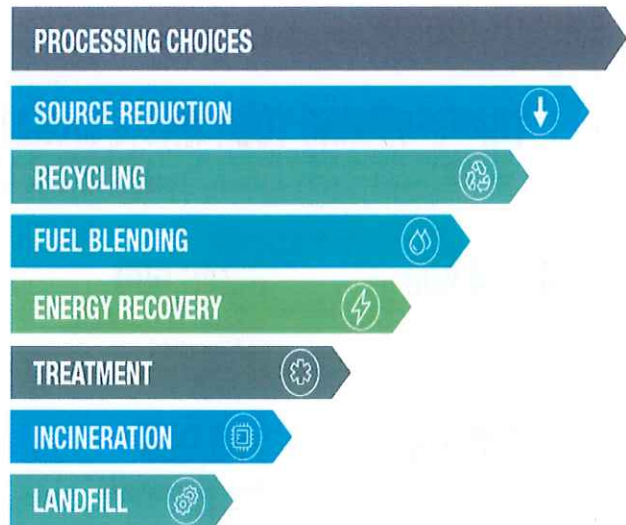 PROCESSING CHOICES
SOURCE REDUCTION
RECYCLING
FUEL BLENDING
ENERGY RECOVERY
TREATMENT
INCINERATION
LANDFILL